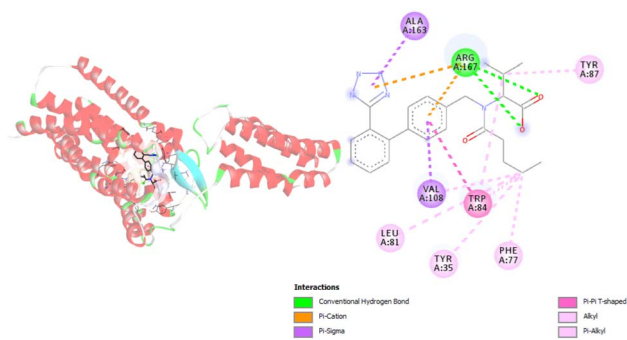 ALA
A:163
ARG
A:167
TYR
A:87
N
N
N
N
N
O
O
O
VAL
A:108
TRP
A:84
LEU
A:81
TYR
A:35
PHE
A:77
Interactions
Conventional Hydrogen Bond
Pi-Cation
Pi-Sigma
Pi-Pi T-shaped
Alkyl
Pi-Alkyl